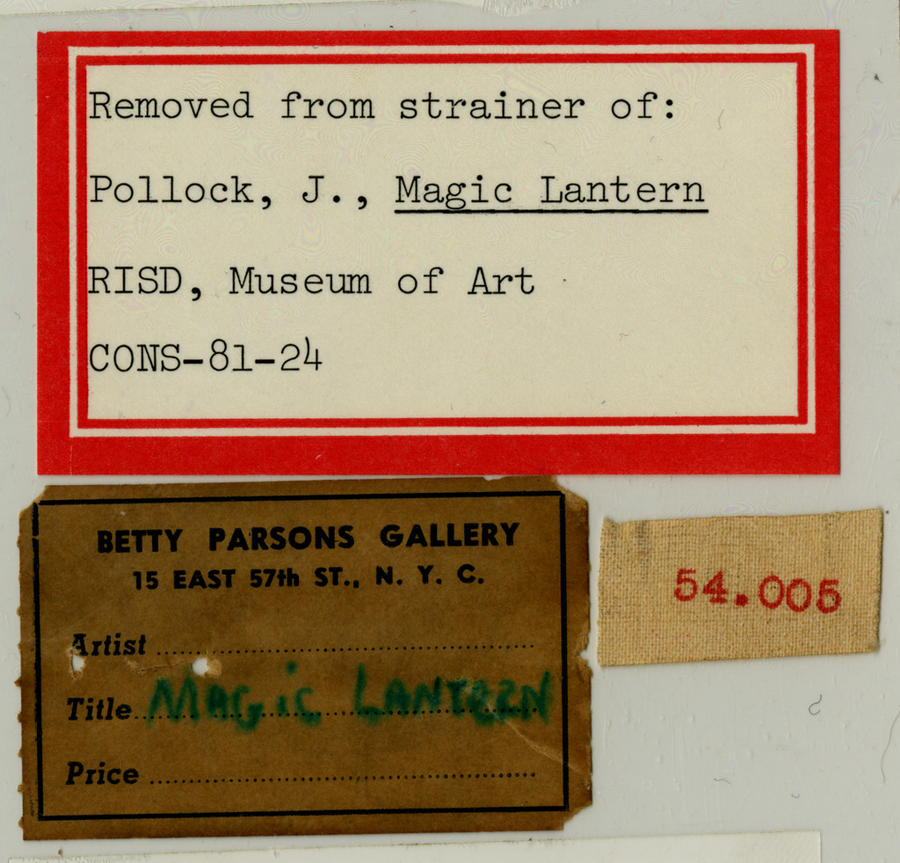 Removed from strainer of:
Pollock, J., Magic Lantern
RISD, Museum of Art
CONS-81-24
BETTY PARSONS GALLERY
15 EAST 57th ST., N. Y. C.
Artist
Title MAGIC LANTERN
Price
54.005